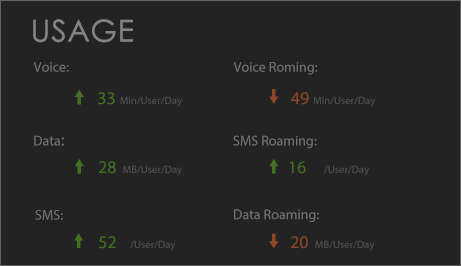 USAGE
Voice:
33 Min/User/Day
Voice Roming:
49 Min/User/Day
Data:
28 MB/User/Day
SMS Roaming:
16 /User/Day
SMS:
52 /User/Day
Data Roaming:
20 MB/User/Day